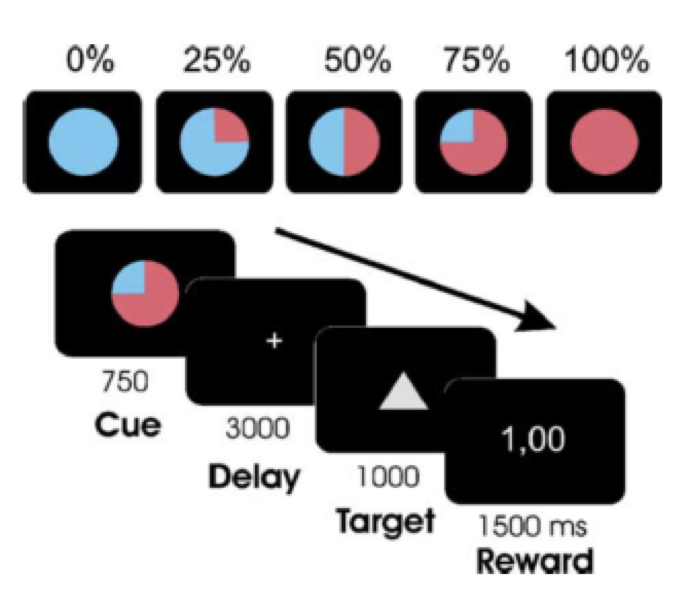 0% 25% 50% 75% 100%
+
750
Cue
3000
Delay
1000
Target
1,00
1500 ms
Reward